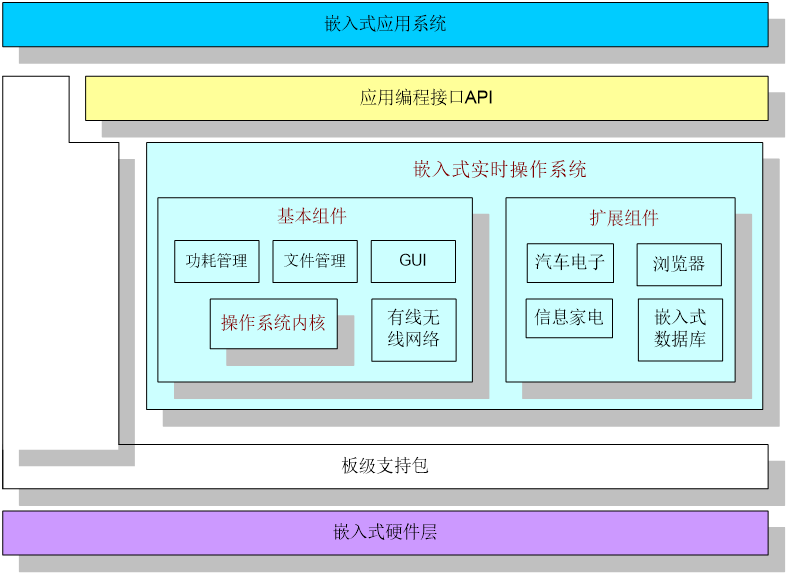 嵌入式应用系统
应用编程接口API
嵌入式实时操作系统
基本组件
功耗管理
文件管理
GUI
操作系统内核
有线无
线网络
扩展组件
汽车电子
浏览器
信息家电
嵌入式
数据库
板级支持包
嵌入式硬件层